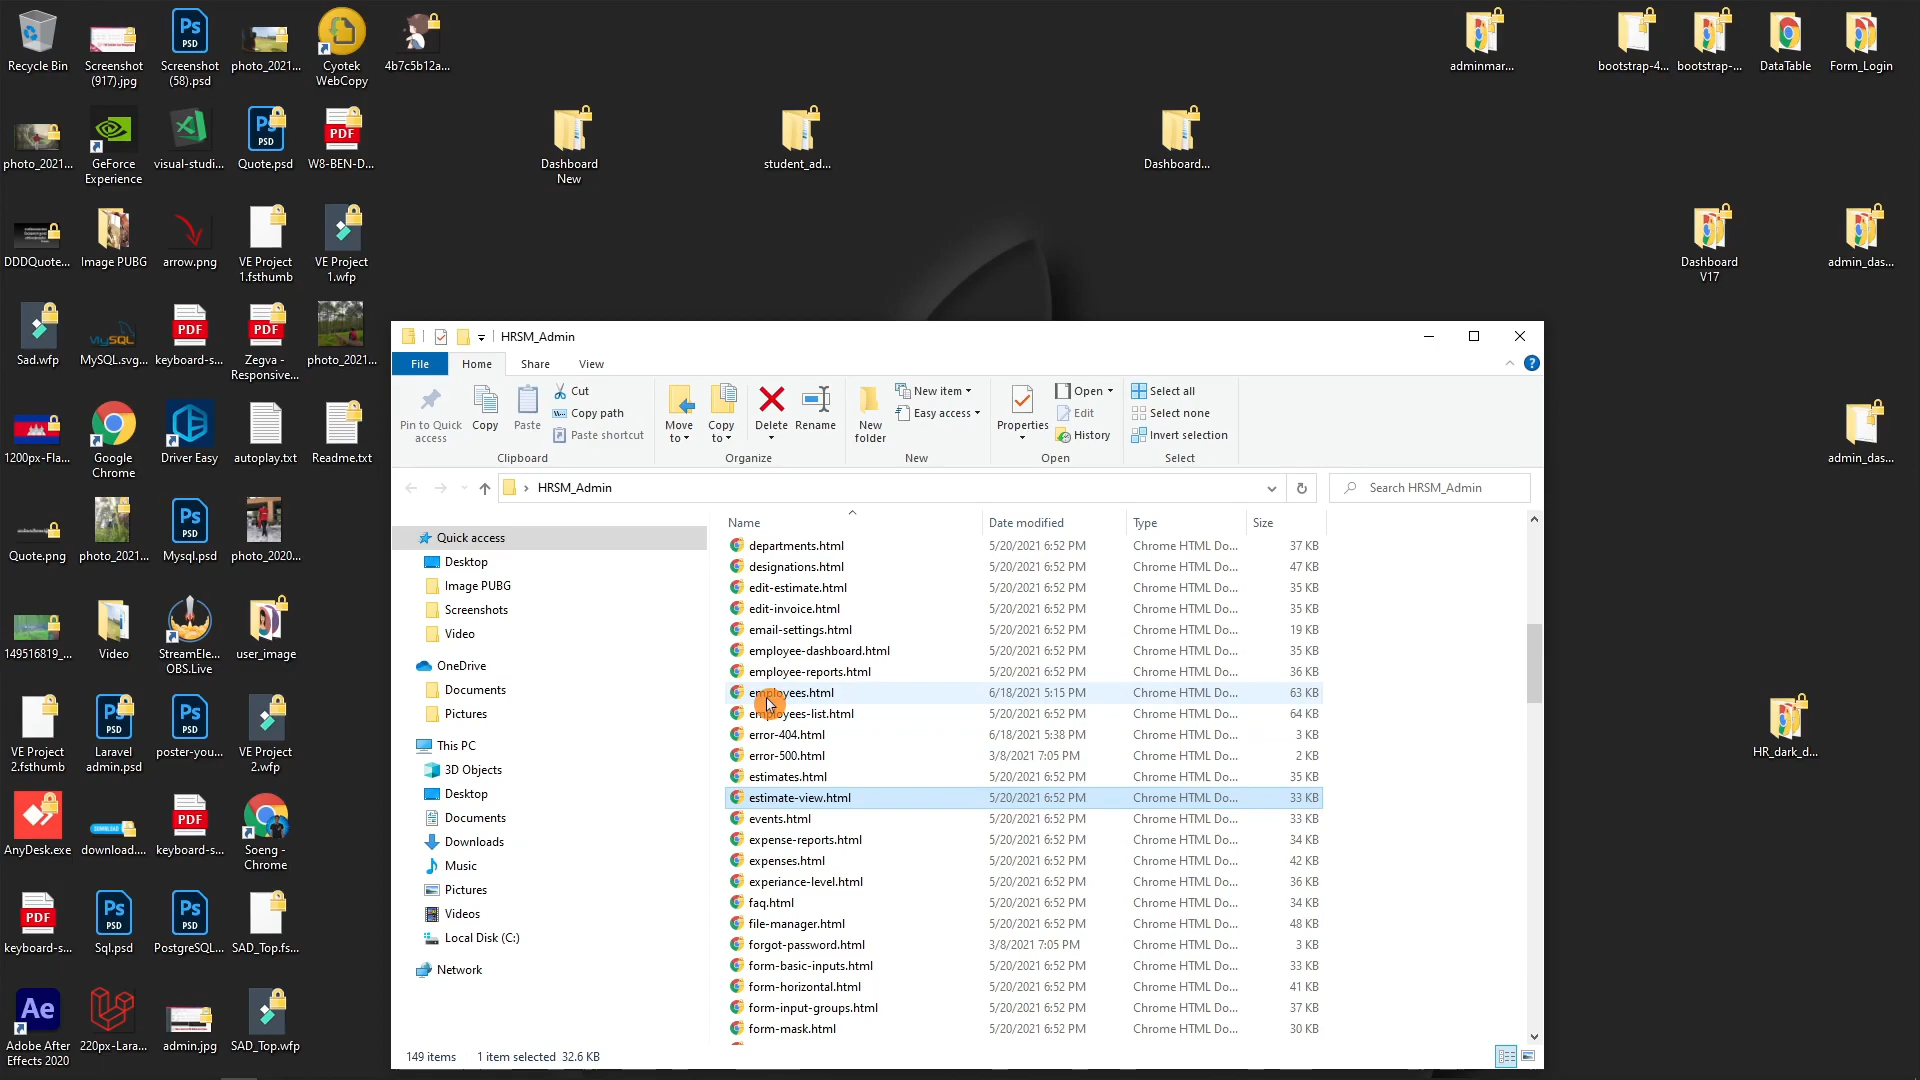 Recycle Bin
Screenshot
(917).jpg
Screenshot
(58).psd
photo_2021...
Cyotek
WebCopy
4b7c5b12a...
adminmar...
bootstrap-4...
bootstrap-...
DataTable
Form_Login
photo_2021...
GeForce
Experience
visual-studi...
Quote.psd
W8-BEN-D...
Dashboard
New
student_ad...
Dashboard...
DDDQuote...
Image PUBG
arrow.png
VE Project
1.fsthumb
VE Project
1.wfp
Dashboard
V17
admin_das...
Sad.wfp
MySQL.svg...
keyboard-s...
Zegva -
Responsive...
photo_2021...
1200px-Fla...
Google
Chrome
Driver Easy
autoplay.txt
Readme.txt
admin_das...
Quote.png
photo_2021...
Mysql.psd
photo_2020...
149516819_...
Video
StreamEle...
OBS.Live
user_image
VE Project
2.fsthumb
Laravel
admin.psd
poster-you...
VE Project
2.wfp
HR_dark_d...
AnyDesk.exe
download....
keyboard-s...
Soeng -
Chrome
keyboard-s...
Sql.psd
PostgreSQL...
SAD_Top.fs...
Adobe After
Effects 2020
220px-Lara...
admin.jpg
SAD_Top.wfp
HRSM_Admin
File Home Share View
Pin to Quick
access
Copy
Paste
Cut
Copy path
Paste shortcut
Clipboard
Move
to
Copy
to
Delete
Rename
Organize
New
folder
New item
Easy access
New
Properties
Open
Edit
History
Open
Select all
Select none
Invert selection
Select
HRSM_Admin
Search HRSM_Admin
Quick access
Desktop
Image PUBG
Screenshots
Video
OneDrive
Documents
Pictures
This PC
3D Objects
Desktop
Documents
Downloads
Music
Pictures
Videos
Local Disk (C:)
Network
Name Date modified Type Size
departments.html 5/20/2021 6:52 PM Chrome HTML Do... 37 KB
designations.html 5/20/2021 6:52 PM Chrome HTML Do... 47 KB
edit-estimate.html 5/20/2021 6:52 PM Chrome HTML Do... 35 KB
edit-invoice.html 5/20/2021 6:52 PM Chrome HTML Do... 35 KB
email-settings.html 5/20/2021 6:52 PM Chrome HTML Do... 19 KB
employee-dashboard.html 5/20/2021 6:52 PM Chrome HTML Do... 35 KB
employee-reports.html 5/20/2021 6:52 PM Chrome HTML Do... 36 KB
employees.html 6/18/2021 5:15 PM Chrome HTML Do... 63 KB
employees-list.html 5/20/2021 6:52 PM Chrome HTML Do... 64 KB
error-404.html 6/18/2021 5:38 PM Chrome HTML Do... 3 KB
error-500.html 3/8/2021 7:05 PM Chrome HTML Do... 2 KB
estimates.html 5/20/2021 6:52 PM Chrome HTML Do... 35 KB
estimate-view.html 5/20/2021 6:52 PM Chrome HTML Do... 33 KB
events.html 5/20/2021 6:52 PM Chrome HTML Do... 33 KB
expense-reports.html 5/20/2021 6:52 PM Chrome HTML Do... 34 KB
expenses.html 5/20/2021 6:52 PM Chrome HTML Do... 42 KB
experiance-level.html 5/20/2021 6:52 PM Chrome HTML Do... 36 KB
faq.html 5/20/2021 6:52 PM Chrome HTML Do... 34 KB
file-manager.html 5/20/2021 6:52 PM Chrome HTML Do... 48 KB
forgot-password.html 3/8/2021 7:05 PM Chrome HTML Do... 3 KB
form-basic-inputs.html 5/20/2021 6:52 PM Chrome HTML Do... 33 KB
form-horizontal.html 5/20/2021 6:52 PM Chrome HTML Do... 41 KB
form-input-groups.html 5/20/2021 6:52 PM Chrome HTML Do... 37 KB
form-mask.html 5/20/2021 6:52 PM Chrome HTML Do... 30 KB
149 items 1 item selected 32.6 KB